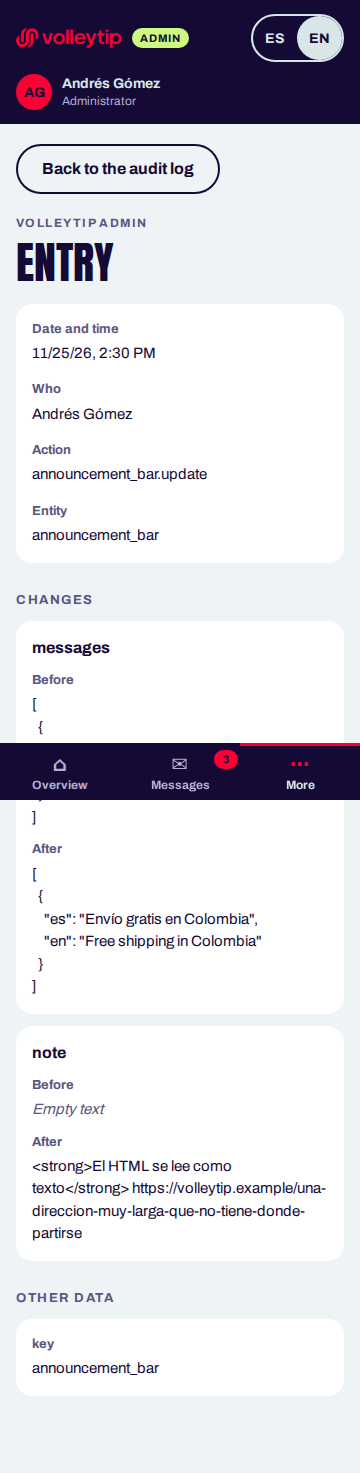 volleytip ADMIN ES EN
AG Andrés Gómez
Administrator
Back to the audit log
VOLLEYTIP ADMIN
ENTRY
Date and time
11/25/26, 2:30 PM
Who
Andrés Gómez
Action
announcement_bar.update
Entity
announcement_bar
CHANGES
messages
Before
[
{
Overview
Messages 3
More
]
After
[
{
"es": "Envío gratis en Colombia",
"en": "Free shipping in Colombia"
}
]
note
Before
Empty text
After
<strong>El HTML se lee como
texto</strong> https://volleytip.example/una-
direccion-muy-larga-que-no-tiene-donde-
partirse
OTHER DATA
key
announcement_bar